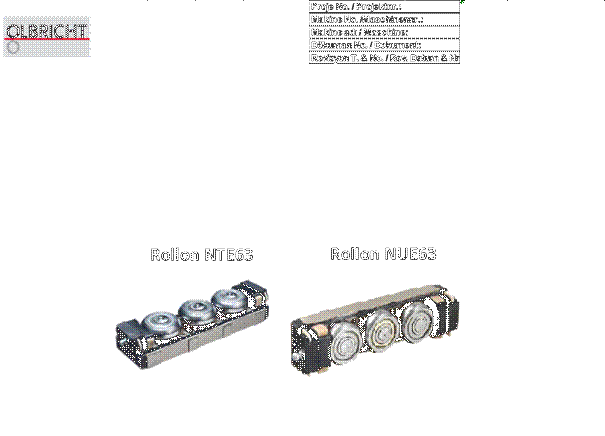 OLBRICHT
Proje No. / Projektnr.:
Makine No. /Maschinennr.:
Makine adı / Maschine:
Döküman No. / Dokument:
Revizyon T. & No. / Rev. Datum & Nr
Rollon NTE63
Rollon NUE63